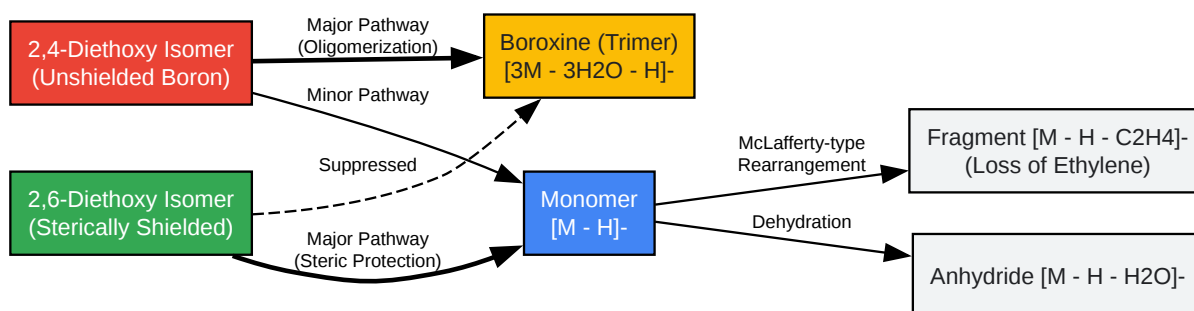 2,4-Diethoxy Isomer
(Unshielded Boron)
Major Pathway
(Oligomerization)
Boroxine (Trimer)
[3M - 3H2O - H]-
Minor Pathway
Suppressed
2,6-Diethoxy Isomer
(Sterically Shielded)
Major Pathway
(Steric Protection)
Monomer
[M - H]-
McLafferty-type
Rearrangement
Fragment [M - H - C2H4]-
(Loss of Ethylene)
Dehydration
Anhydride [M - H - H2O]-